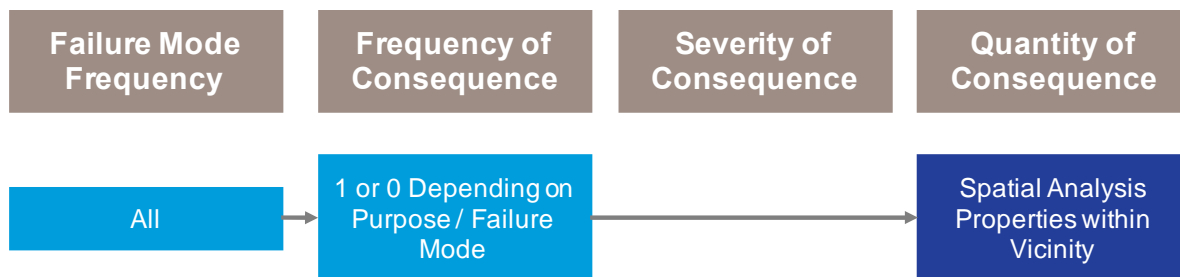 Failure Mode
Frequency
Frequency of
Consequence
Severity of
Consequence
Quantity of
Consequence
All
1 or 0 Depending on
Purpose / Failure
Mode
Spatial Analysis
Properties within
Vicinity